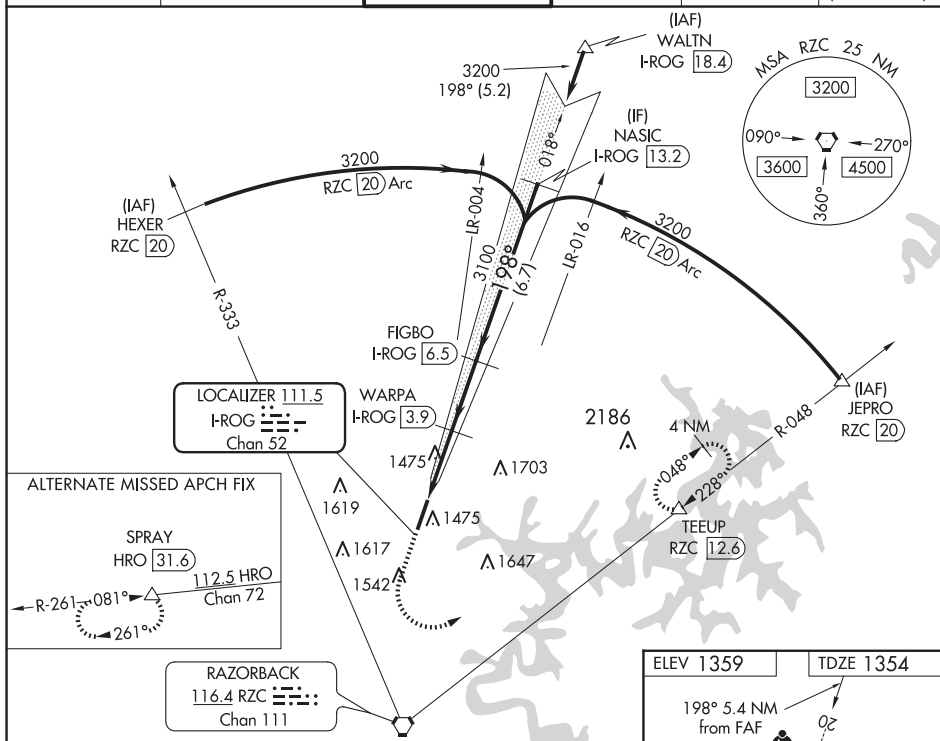 (IAF)
WALTN
I-ROG 18.4
3200
198° (5.2)
MSA RZC 25 NM
3200
090°
270°
3600
4500
360°
(IF)
NASIC
I-ROG 13.2
018°
3200
RZC 20 Arc
LR-004
(IAF)
HEXER
RZC 20
3100
198°
(6.7)
LR-016
3200
RZC 20 Arc
R-333
FIGBO
I-ROG 6.5
LOCALIZER 111.5
I-ROG
Chan 52
WARPA
I-ROG 3.9
(IAF)
JEPRO
RZC 20
R-048
2186
4 NM
048°
228°
TEEUP
RZC 12.6
1475
1703
1619
1475
1617
1647
1542
ALTERNATE MISSED APCH FIX
SPRAY
HRO 31.6
112.5 HRO
Chan 72
R-261
081°
261°
RAZORBACK
116.4 RZC
Chan 111
ELEV 1359
TDZE 1354
198° 5.4 NM
from FAF
20